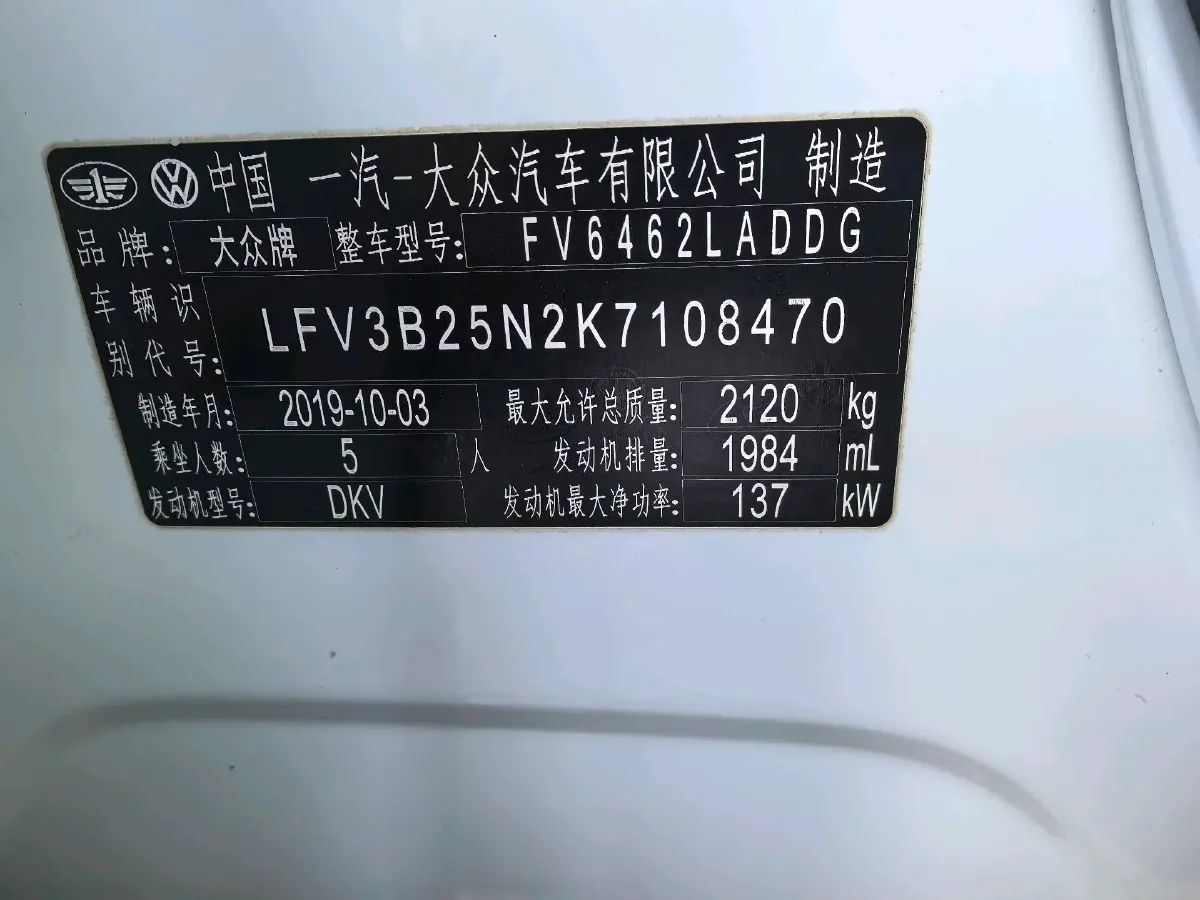 中国 一汽-大众汽车有限公司 制造
品牌: 大众牌 整车型号: FV6462LADDG
车辆识别代号: LFV3B25N2K7108470
制造年月: 2019-10-03 最大允许总质量: 2120 kg
乘坐人数: 5 人 发动机排量: 1984 mL
发动机型号: DKV 发动机最大净功率: 137 kW